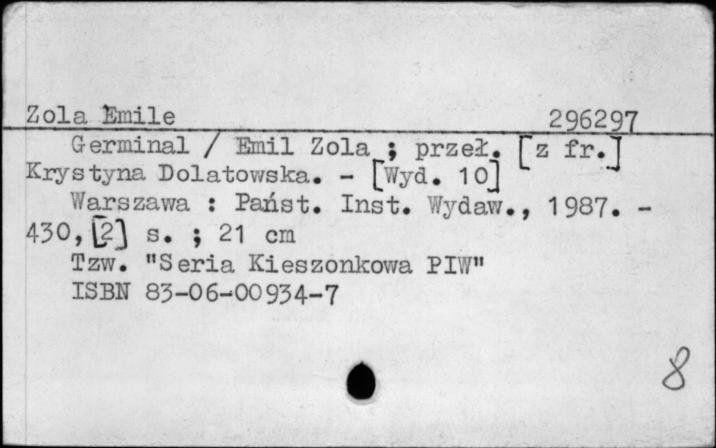 Zola Emile 296297
Germinal / Emil Zola ; przeł. [z fr.]
Krystyna Dolatowska. - [Wyd. 10]
Warszawa : Państ. Inst. Wydaw., 1987. -
430, [2] s. ; 21 cm
Tzw. "Seria Kieszonkowa PIW"
ISBN 83-06-00934-7
8